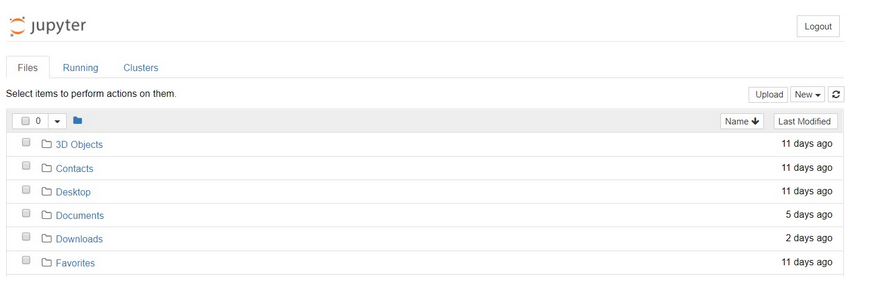 jupyter
Logout
Files Running Clusters
Select items to perform actions on them.
Upload New
0 Name Last Modified
3D Objects 11 days ago
Contacts 11 days ago
Desktop 11 days ago
Documents 5 days ago
Downloads 2 days ago
Favorites 11 days ago